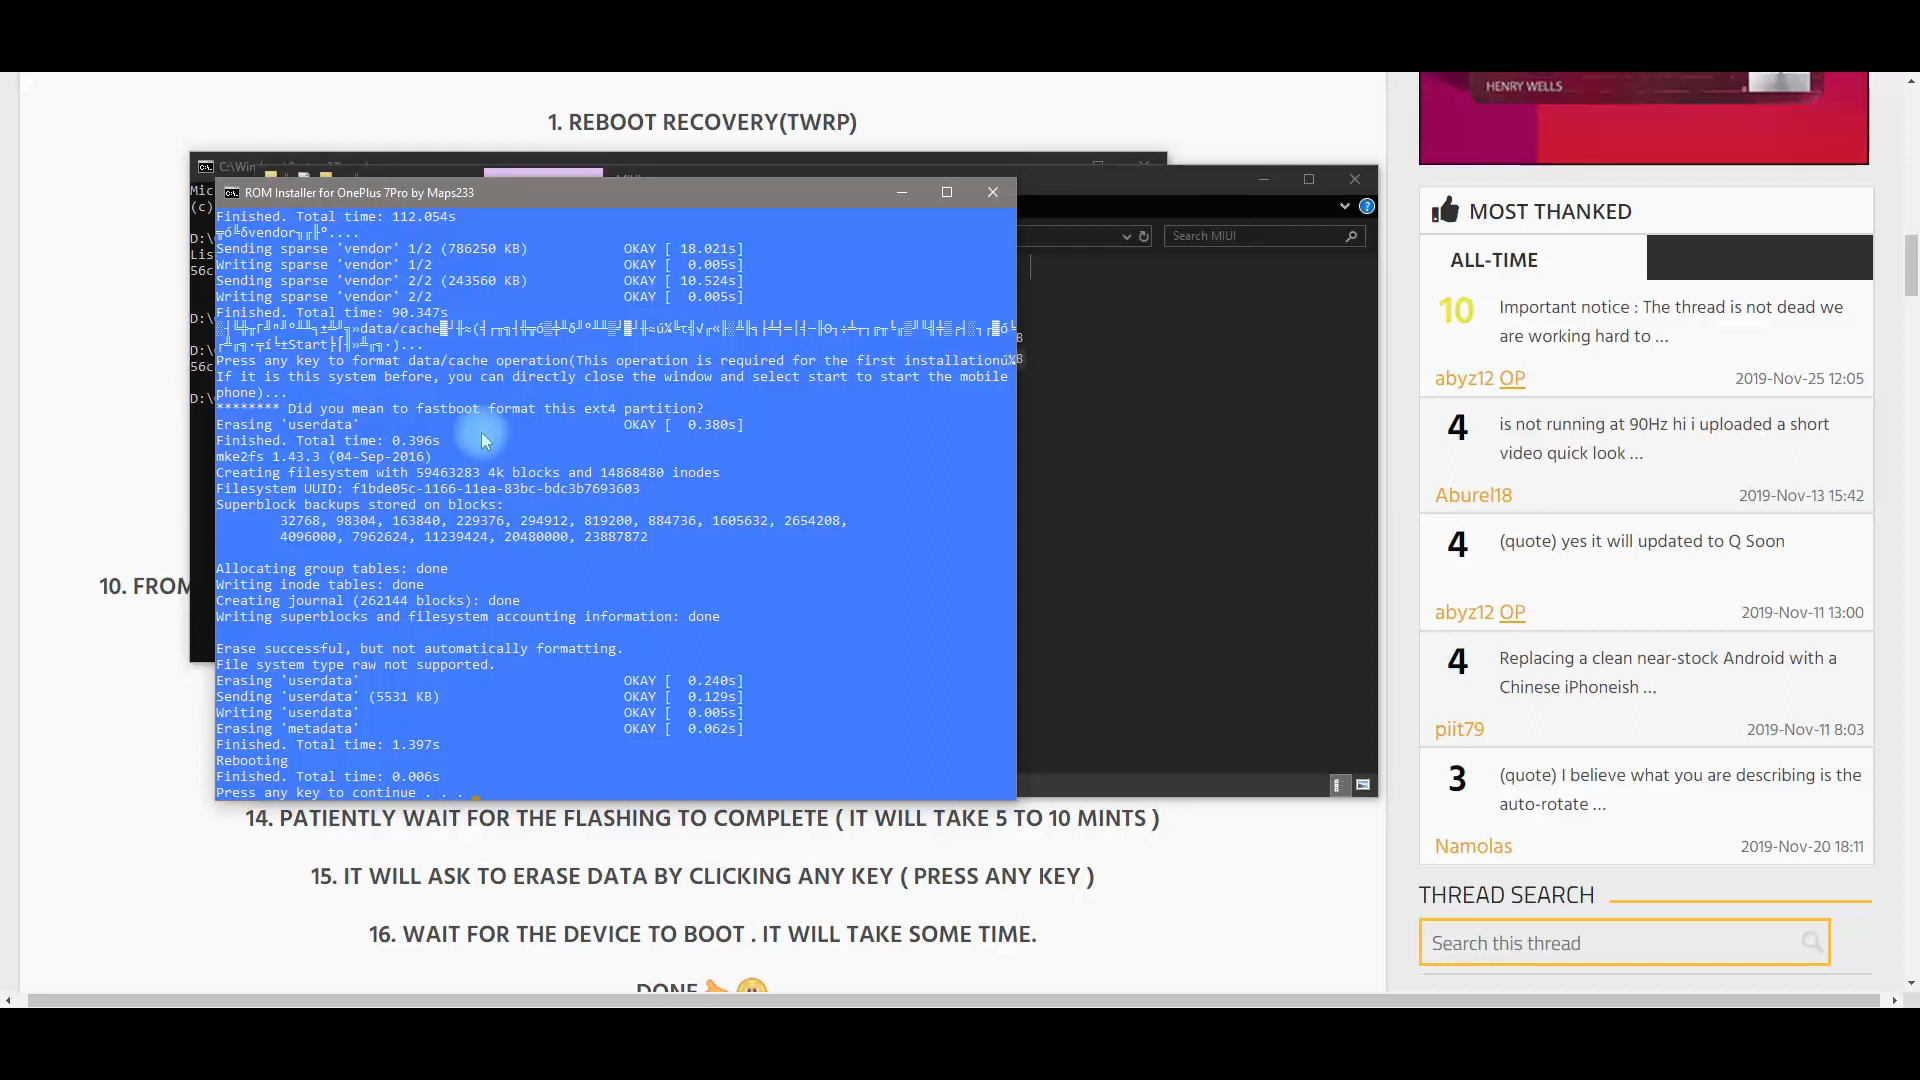 HENRY WELLS
1. REBOOT RECOVERY(TWRP)
C:\Win
Mic
(c)
D:\
Lis
56c
D:\
D:\
56c
D:\
Search MIUI
ROM Installer for OnePlus 7Pro by Maps233
Finished. Total time: 112.054s
Sending sparse 'vendor' 1/2 (786250 KB) OKAY [ 18.021s]
Writing sparse 'vendor' 1/2 OKAY [ 0.005s]
Sending sparse 'vendor' 2/2 (243560 KB) OKAY [ 10.524s]
Writing sparse 'vendor' 2/2 OKAY [ 0.005s]
Finished. Total time: 90.347s
Press any key to format data/cache operation(This operation is required for the first installation
If it is this system before, you can directly close the window and select start to start the mobile
phone)...
******** Did you mean to fastboot format this ext4 partition?
Erasing 'userdata' OKAY [ 0.380s]
Finished. Total time: 0.396s
mke2fs 1.43.3 (04-Sep-2016)
Creating filesystem with 59463283 4k blocks and 14868480 inodes
Filesystem UUID: f1bde05c-1166-11ea-83bc-bdc3b7693603
Superblock backups stored on blocks:
32768, 98304, 163840, 229376, 294912, 819200, 884736, 1605632, 2654208,
4096000, 7962624, 11239424, 20480000, 23887872
Allocating group tables: done
Writing inode tables: done
Creating journal (262144 blocks): done
Writing superblocks and filesystem accounting information: done
Erase successful, but not automatically formatting.
File system type raw not supported.
Erasing 'userdata' OKAY [ 0.240s]
Sending 'userdata' (5531 KB) OKAY [ 0.129s]
Writing 'userdata' OKAY [ 0.005s]
Erasing 'metadata' OKAY [ 0.062s]
Finished. Total time: 1.397s
Rebooting
Finished. Total time: 0.006s
Press any key to continue . . .
10. FROM
14. PATIENTLY WAIT FOR THE FLASHING TO COMPLETE ( IT WILL TAKE 5 TO 10 MINTS )
15. IT WILL ASK TO ERASE DATA BY CLICKING ANY KEY ( PRESS ANY KEY )
16. WAIT FOR THE DEVICE TO BOOT . IT WILL TAKE SOME TIME.
DONE
MOST THANKED
ALL-TIME
10 Important notice : The thread is not dead we
are working hard to ...
abyz12 OP 2019-Nov-25 12:05
4 is not running at 90Hz hi i uploaded a short
video quick look ...
Aburel18 2019-Nov-13 15:42
4 (quote) yes it will updated to Q Soon
abyz12 OP 2019-Nov-11 13:00
4 Replacing a clean near-stock Android with a
Chinese iPhoneish ...
piit79 2019-Nov-11 8:03
3 (quote) I believe what you are describing is the
auto-rotate ...
Namolas 2019-Nov-20 18:11
THREAD SEARCH
Search this thread